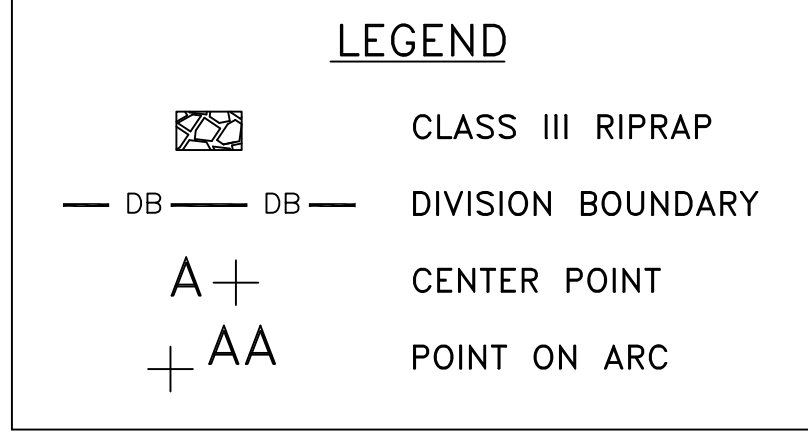 LEGEND
CLASS III RIPRAP
DB DB DIVISION BOUNDARY
A CENTER POINT
AA POINT ON ARC